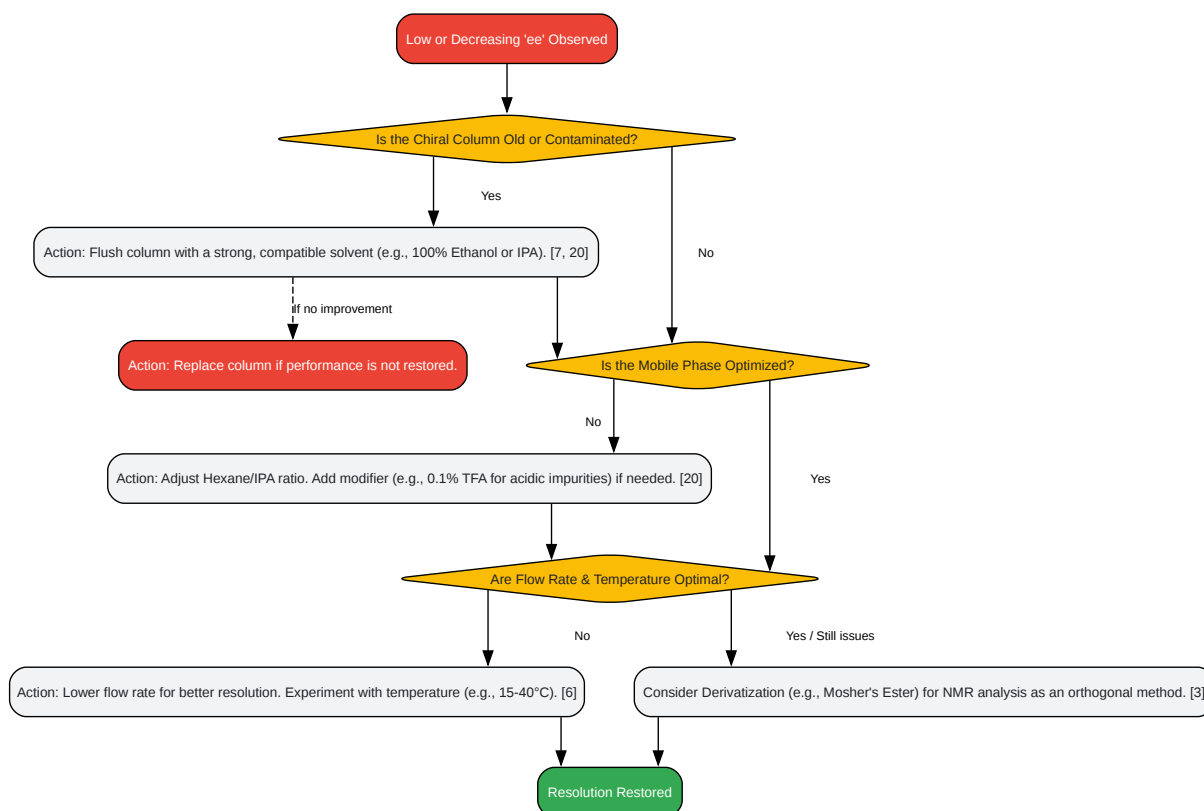 Low or Decreasing 'ee' Observed
Is the Chiral Column Old or Contaminated?
Yes
Action: Flush column with a strong, compatible solvent (e.g., 100% Ethanol or IPA). [7, 20]
No
If no improvement
Action: Replace column if performance is not restored.
Is the Mobile Phase Optimized?
No
Action: Adjust Hexane/IPA ratio. Add modifier (e.g., 0.1% TFA for acidic impurities) if needed. [20]
Yes
Are Flow Rate & Temperature Optimal?
No
Yes / Still issues
Action: Lower flow rate for better resolution. Experiment with temperature (e.g., 15-40°C). [6]
Consider Derivatization (e.g., Mosher's Ester) for NMR analysis as an orthogonal method. [3]
Resolution Restored